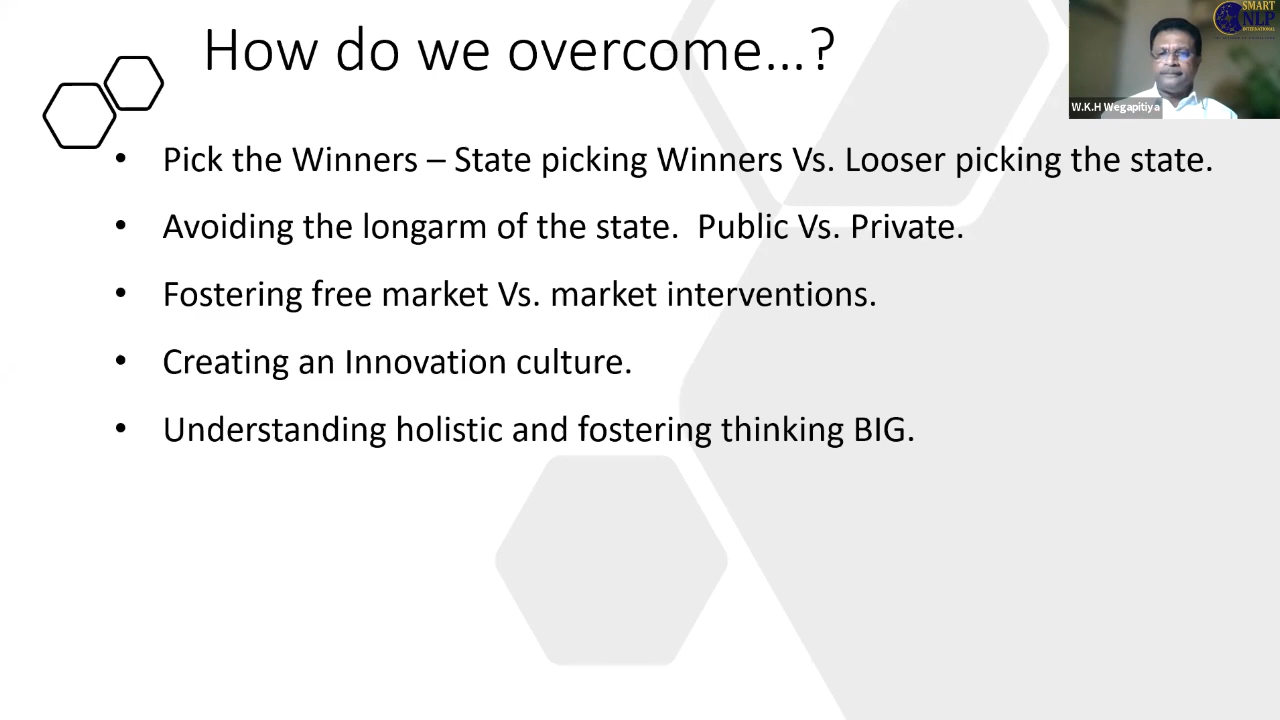 How do we overcome...?
SMART
NLP
INTERNATIONAL
W.K.H Wegapitiya
• Pick the Winners – State picking Winners Vs. Looser picking the state.
• Avoiding the longarm of the state.  Public Vs. Private.
• Fostering free market Vs. market interventions.
• Creating an Innovation culture.
• Understanding holistic and fostering thinking BIG.